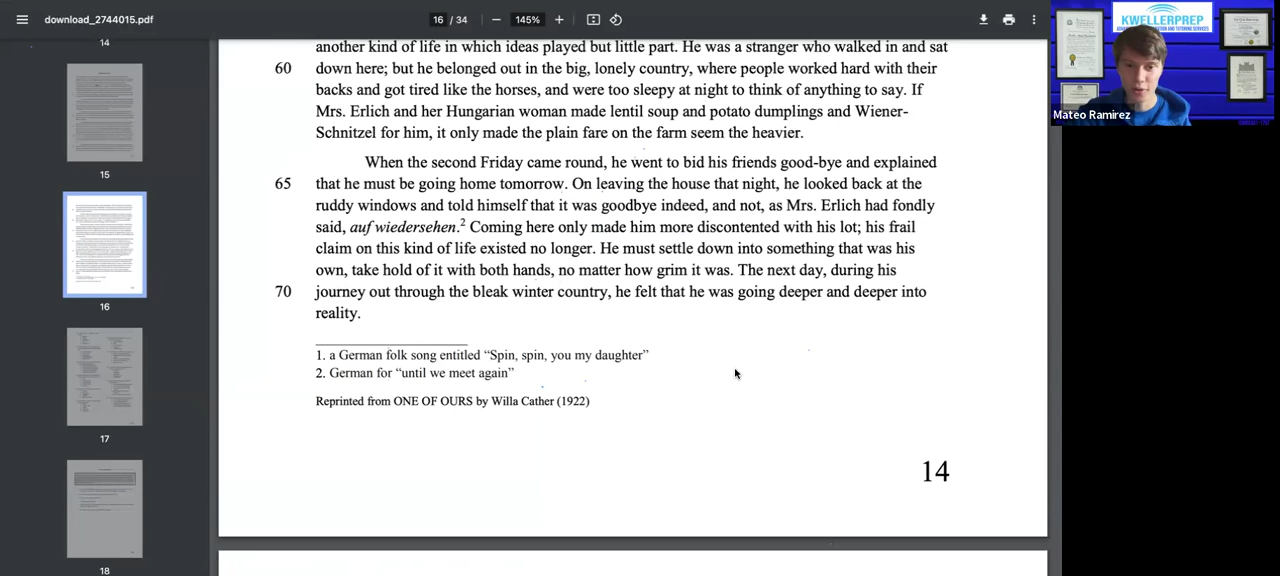 download_2744015.pdf
16 / 34
145%
14
15
16
17
18
another kind of life in which ideas played but little part. He was a stranger who walked in and sat
60 down here; but he belonged out in the big, lonely country, where people worked hard with their
backs and got tired like the horses, and were too sleepy at night to think of anything to say. If
Mrs. Erlich and her Hungarian woman made lentil soup and potato dumplings and Wiener-
Schnitzel for him, it only made the plain fare on the farm seem the heavier.
When the second Friday came round, he went to bid his friends good-bye and explained
65 that he must be going home tomorrow. On leaving the house that night, he looked back at the
ruddy windows and told himself that it was goodbye indeed, and not, as Mrs. Erlich had fondly
said, auf wiedersehen.2 Coming here only made him more discontented with his lot; his frail
claim on this kind of life existed no longer. He must settle down into something that was his
own, take hold of it with both hands, no matter how grim it was. The next day, during his
70 journey out through the bleak winter country, he felt that he was going deeper and deeper into
reality.
1. a German folk song entitled “Spin, spin, you my daughter”
2. German for “until we meet again”
Reprinted from ONE OF OURS by Willa Cather (1922)
14
KWELLERPREP
Mateo Ramirez